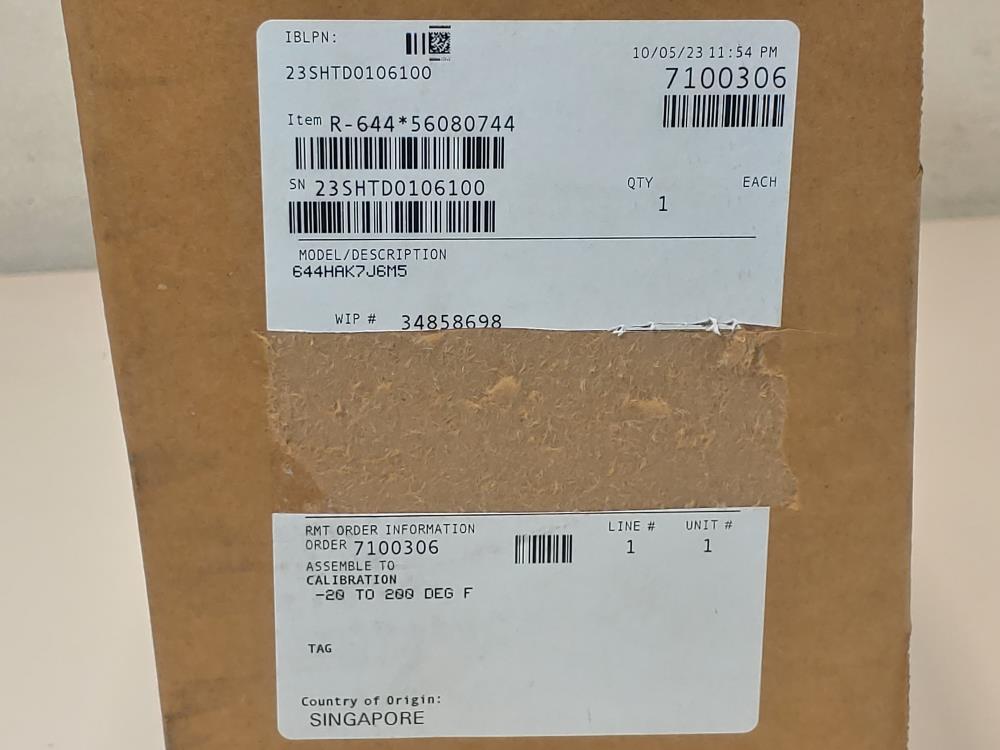 IBLPN:
23SHTD0106100
10/05/23 11:54 PM
7100306
Item R-644*56080744
SN 23SHTD0106100
QTY EACH
1
MODEL/DESCRIPTION
644HAK7J6M5
WIP # 34858698
RMT ORDER INFORMATION LINE # UNIT #
ORDER 7100306 1 1
ASSEMBLE TO
CALIBRATION
-20 TO 200 DEG F
TAG
Country of Origin:
SINGAPORE